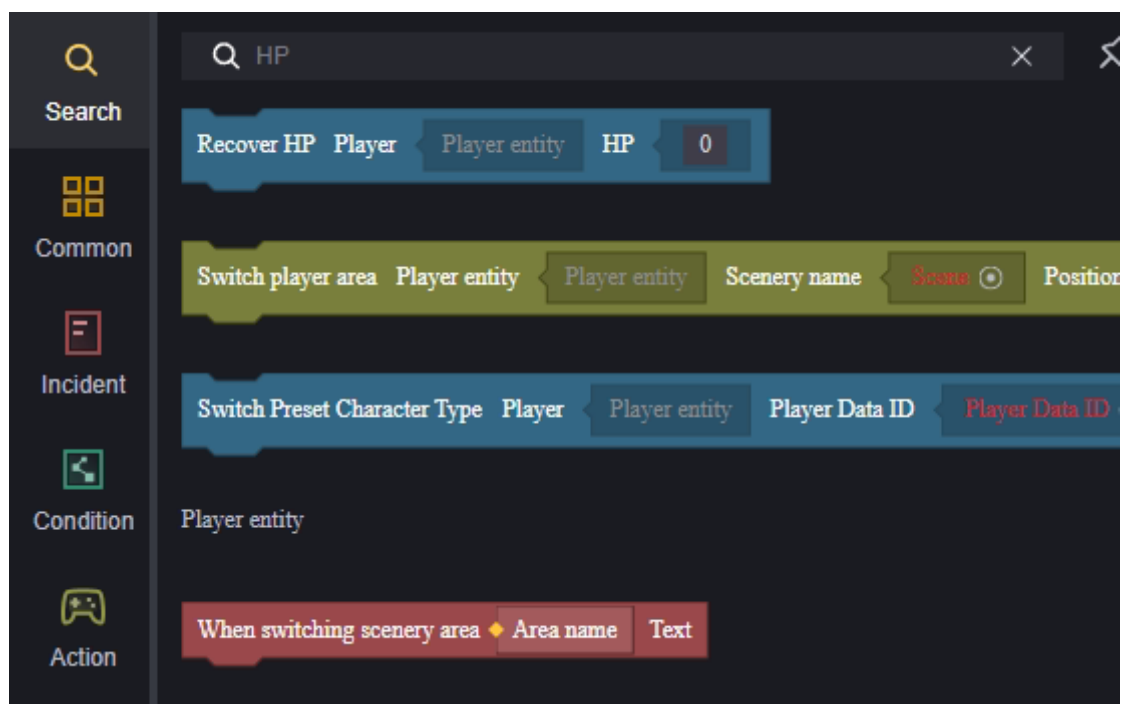 HP
Search
Recover HP Player Player entity HP 0
Common
Switch player area Player entity Player entity Scenery name Scene Position
Incident
Switch Preset Character Type Player Player entity Player Data ID Player Data ID
Condition
Player entity
Action
When switching scenery area Area name Text